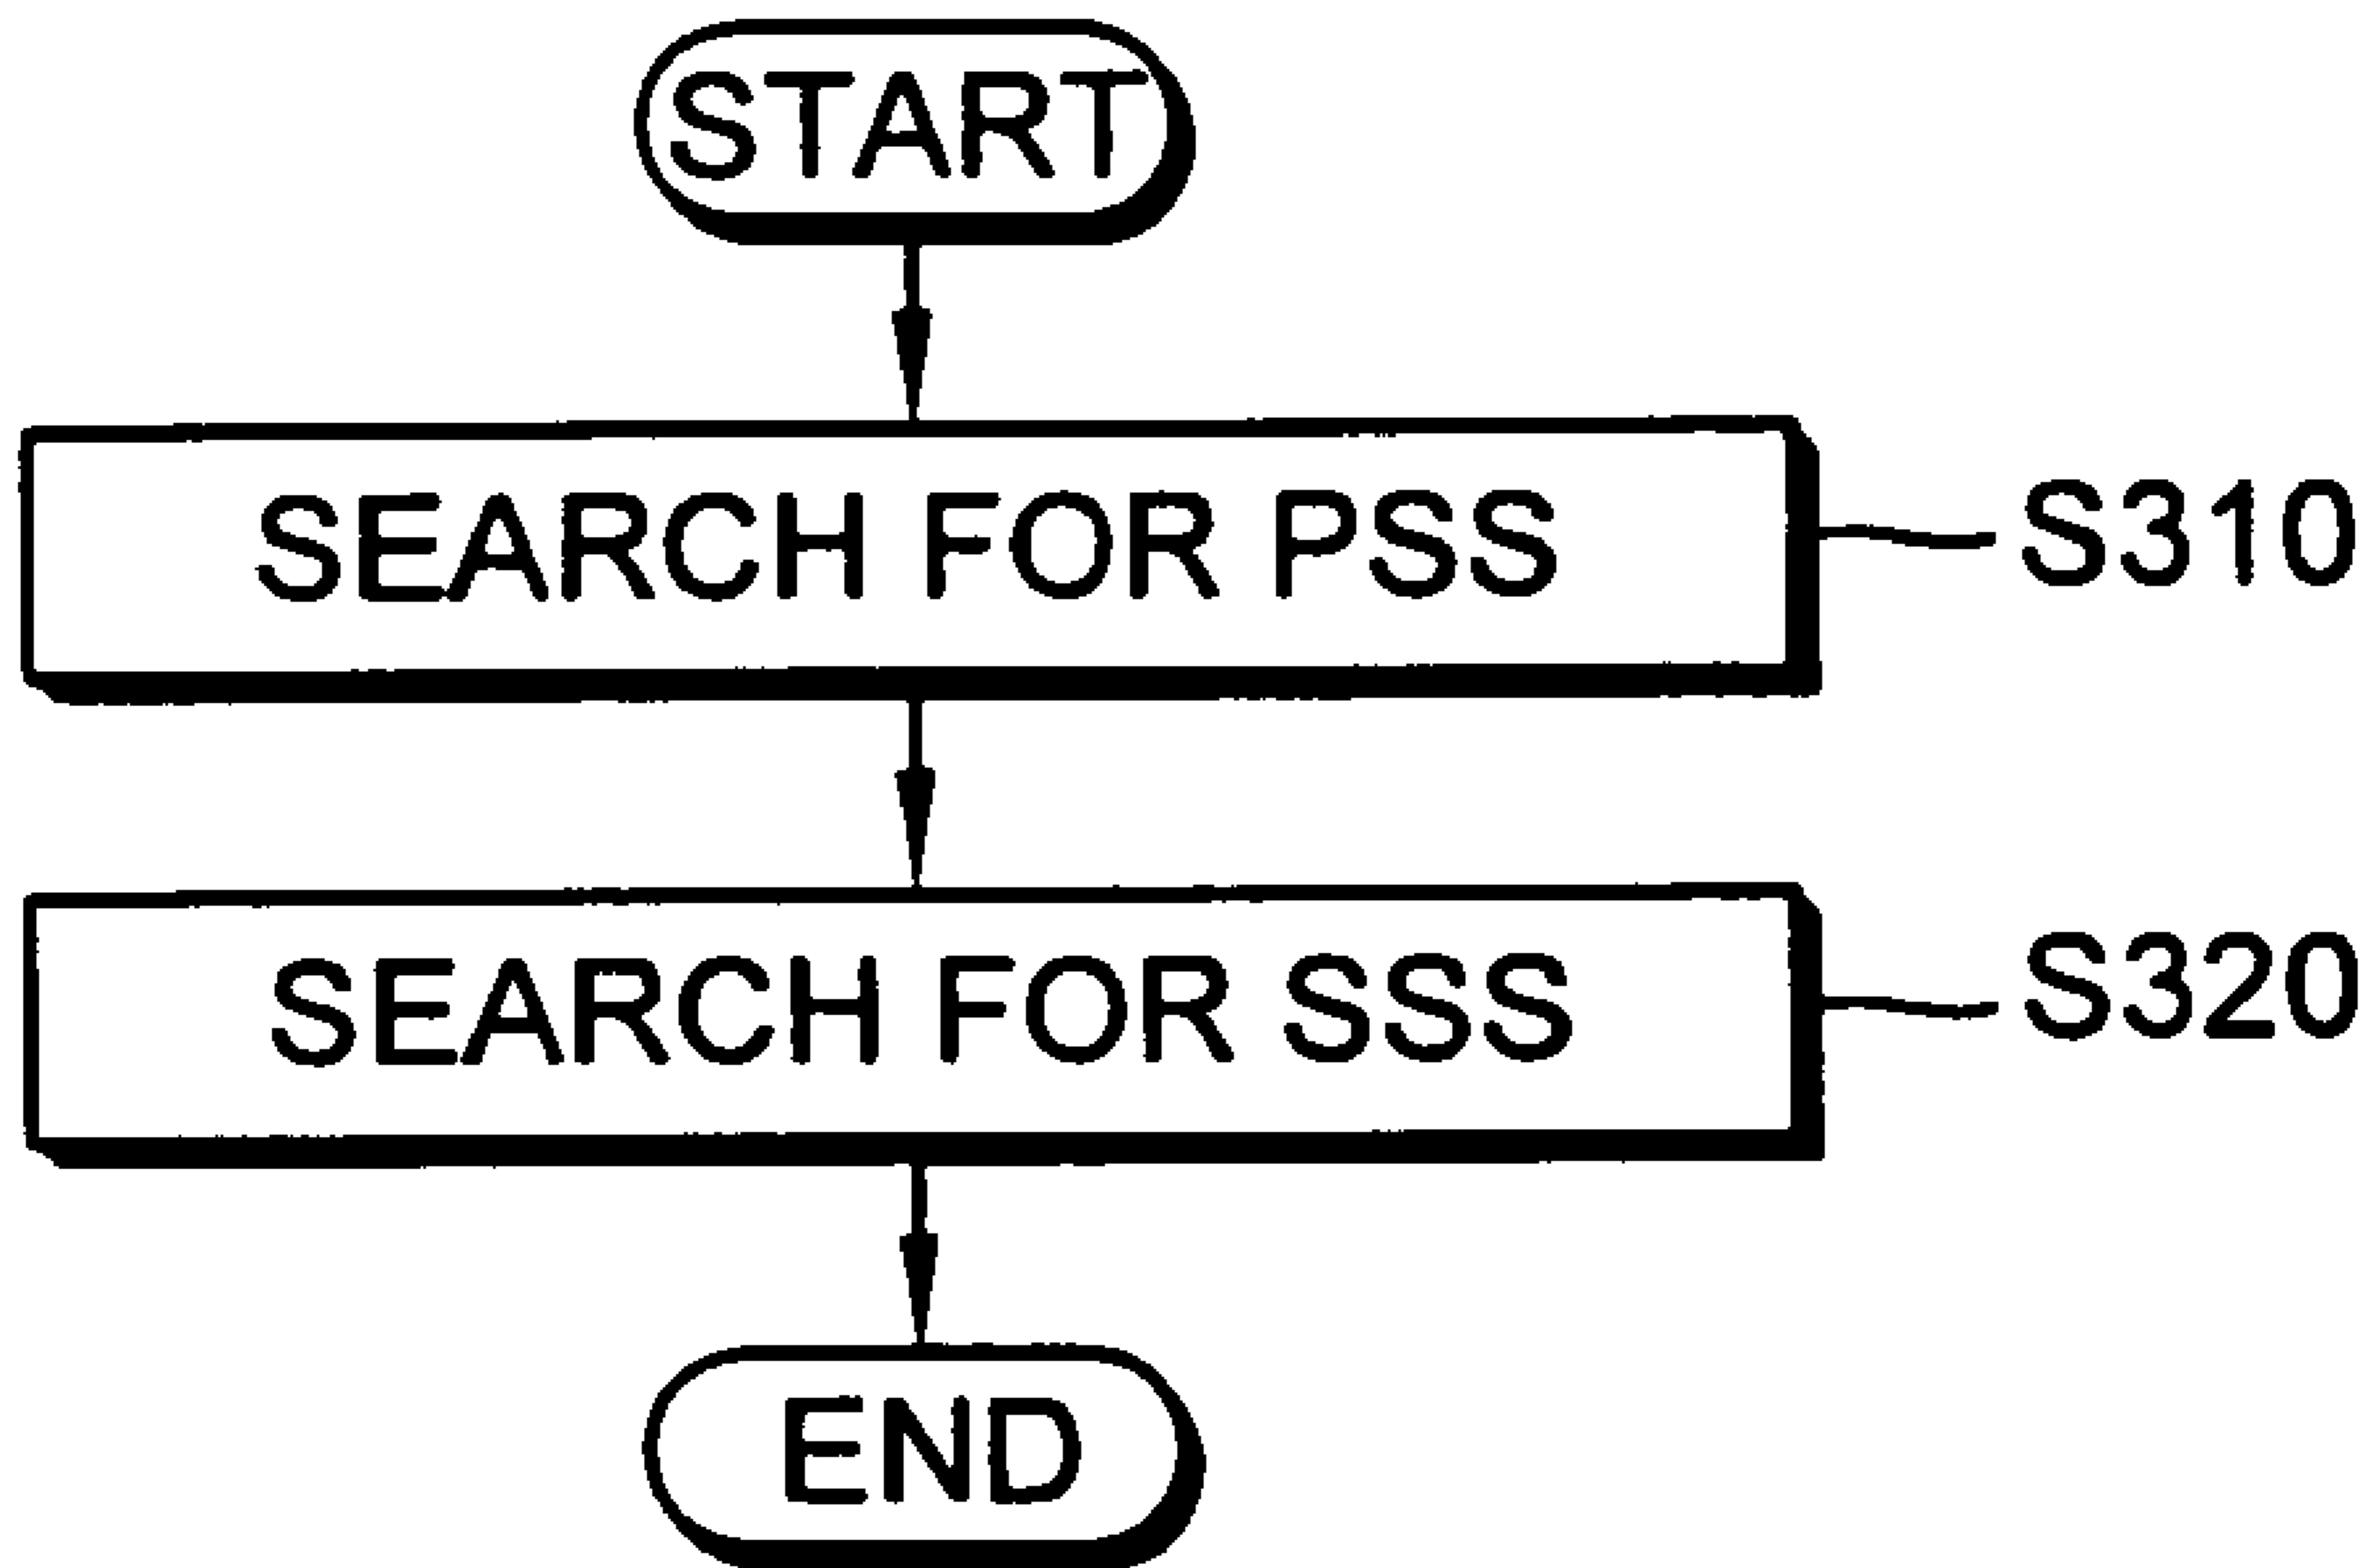 START
SEARCH FOR PSS
S310
SEARCH FOR SSS
S320
END